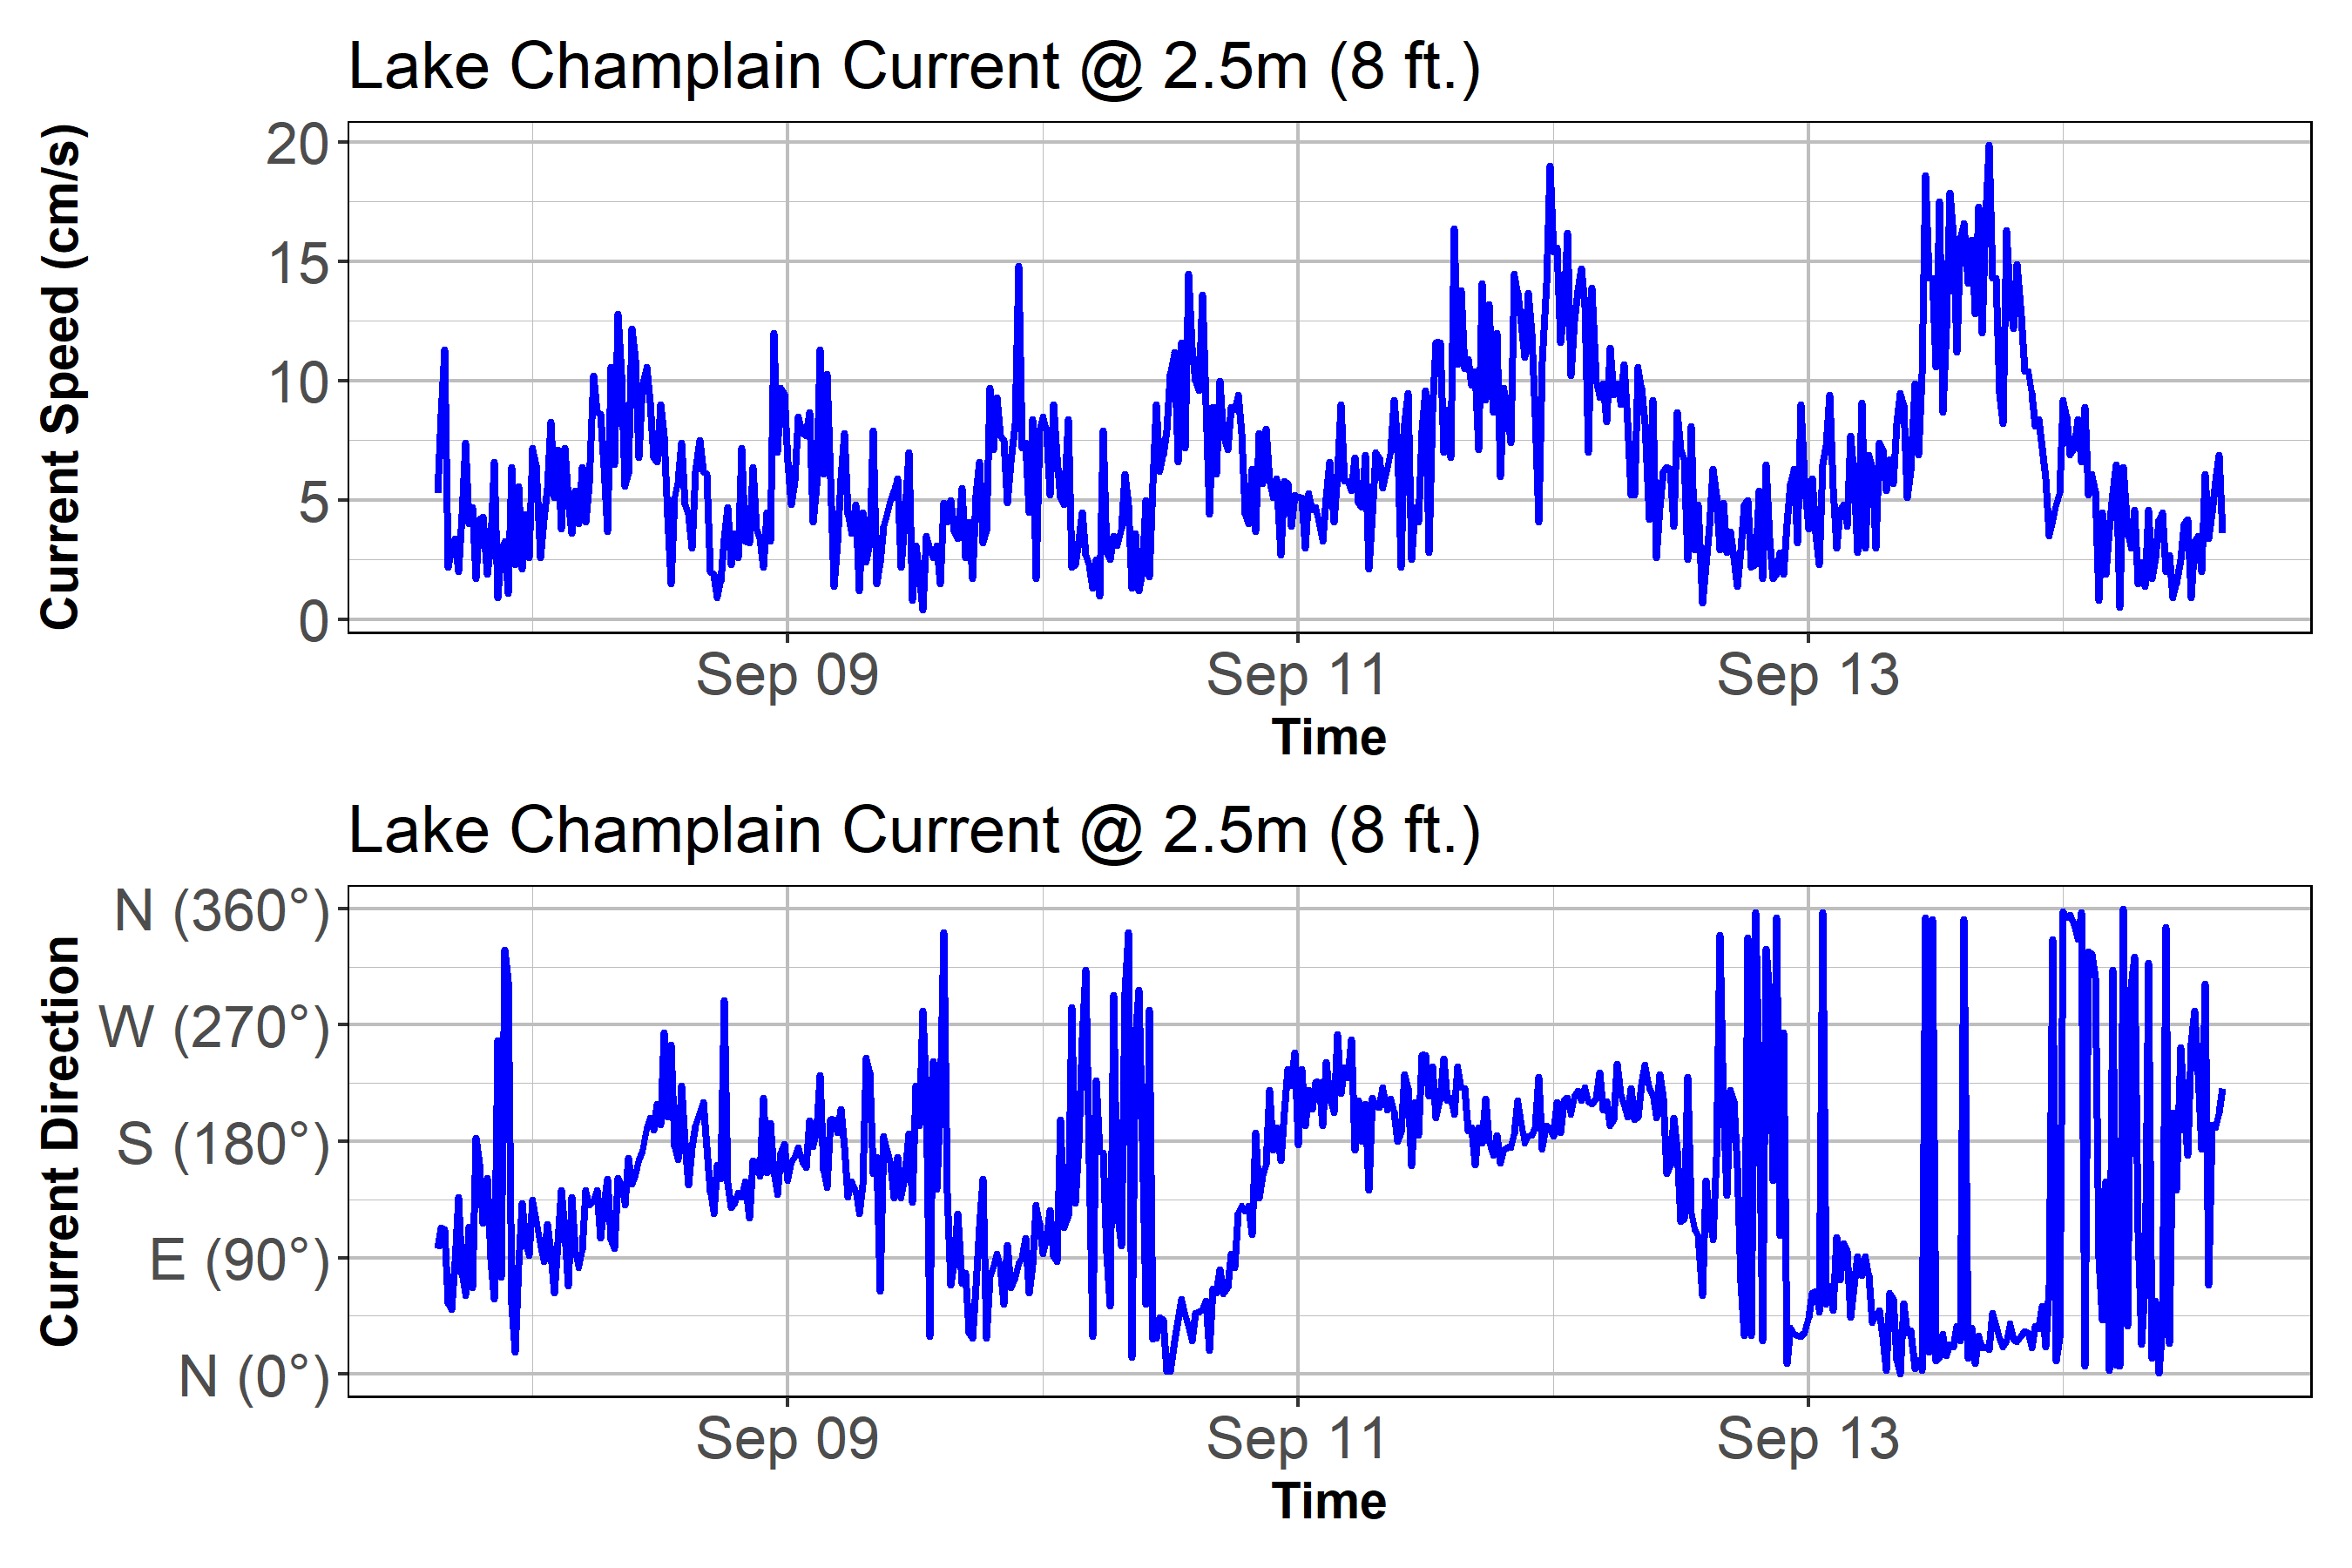 Lake Champlain Current @ 2.5m (8 ft.)
Current Speed (cm/s)
20
15
10
5
0
Sep 09 Sep 11 Sep 13
Time
Lake Champlain Current @ 2.5m (8 ft.)
Current Direction
N (360°)
W (270°)
S (180°)
E (90°)
N (0°)
Sep 09 Sep 11 Sep 13
Time